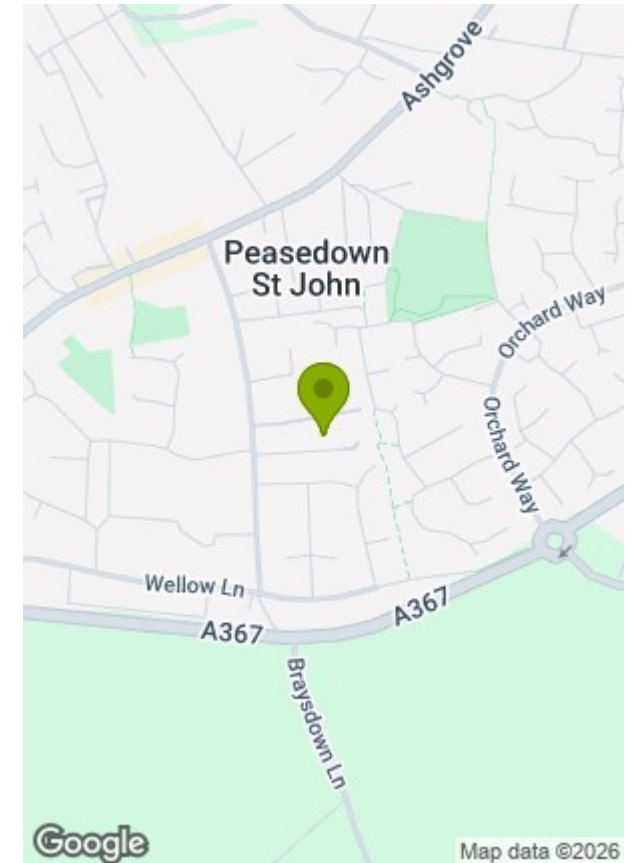 Ashgrove
Peasedown
St John
Orchard Way
Orchard Way
Wellow Ln
A367
A367
Braysdown Ln
Google
Map data ©2026